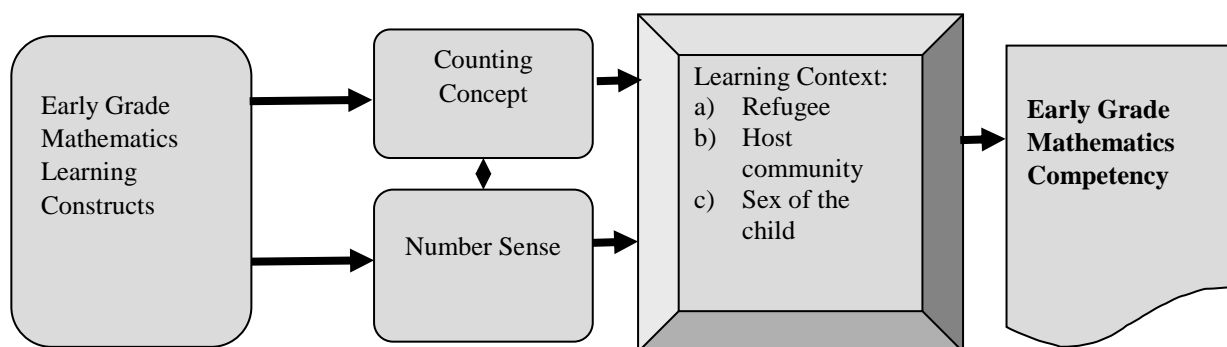 Early Grade
Mathematics
Learning
Constructs
Counting
Concept
Number Sense
Learning Context:
a) Refugee
b) Host
community
c) Sex of the
child
Early Grade
Mathematics
Competency